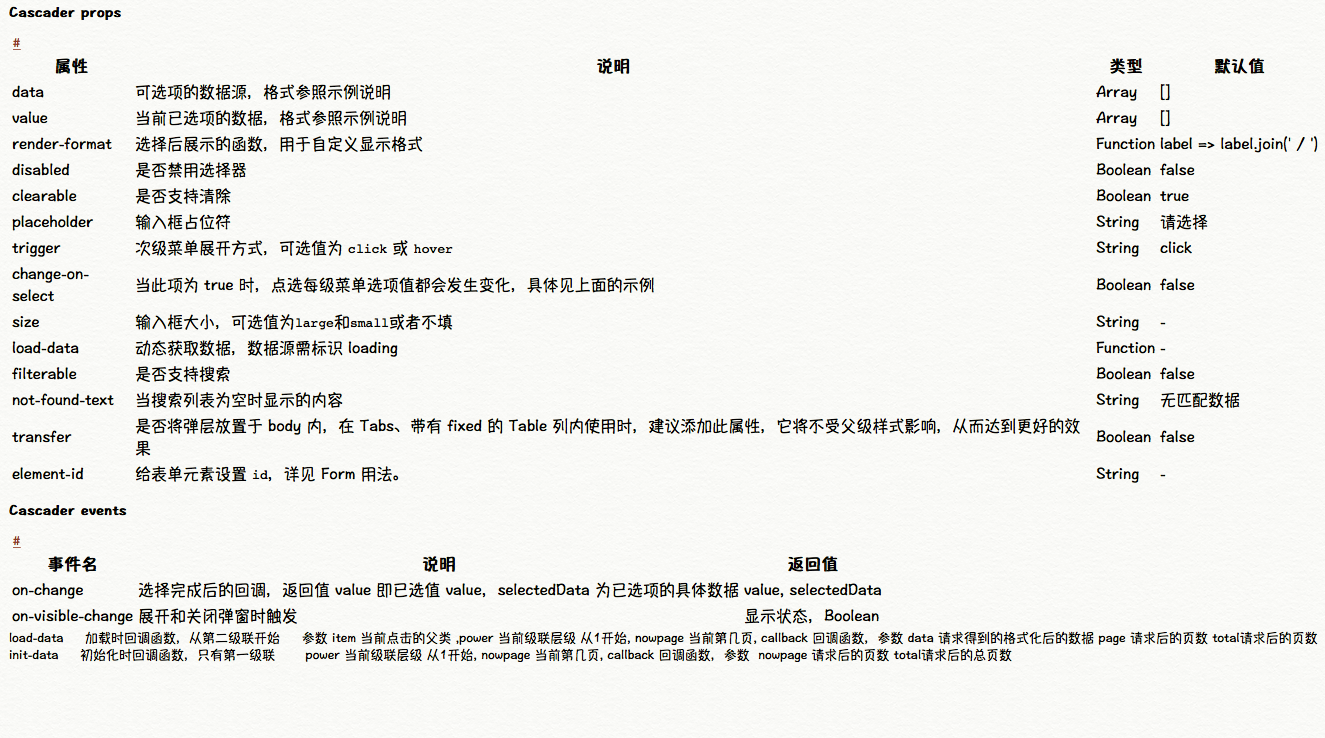 Cascader props
#
属性 说明 类型 默认值
data 可选项的数据源，格式参照示例说明 Array []
value 当前已选项的数据，格式参照示例说明 Array []
render-format 选择后展示的函数，用于自定义显示格式 Function label => label.join(' / ')
disabled 是否禁用选择器 Boolean false
clearable 是否支持清除 Boolean true
placeholder 输入框占位符 String 请选择
trigger 次级菜单展开方式，可选值为 click 或 hover String click
change-on-
select 当此项为 true 时，点选每级菜单选项值都会发生变化，具体见上面的示例 Boolean false
size 输入框大小，可选值为large和small或者不填 String -
load-data 动态获取数据，数据源需标识 loading Function -
filterable 是否支持搜索 Boolean false
not-found-text 当搜索列表为空时显示的内容 String 无匹配数据
transfer 是否将弹层放置于 body 内，在 Tabs、带有 fixed 的 Table 列内使用时，建议添加此属性，它将不受父级样式影响，从而达到更好的效
果 Boolean false
element-id 给表单元素设置 id，详见 Form 用法。 String -
Cascader events
#
事件名 说明 返回值
on-change 选择完成后的回调，返回值 value 即已选值 value，selectedData 为已选项的具体数据 value, selectedData
on-visible-change 展开和关闭弹窗时触发 显示状态，Boolean
load-data 加载时回调函数，从第二级联开始 参数 item 当前点击的父类 ,power 当前级联层级 从1开始, nowpage 当前第几页, callback 回调函数，参数 data 请求得到的格式化后的数据 page 请求后的页数 total请求后的页数
init-data 初始化时回调函数，只有第一级联 power 当前级联层级 从1开始, nowpage 当前第几页, callback 回调函数，参数 nowpage 请求后的页数 total请求后的总页数